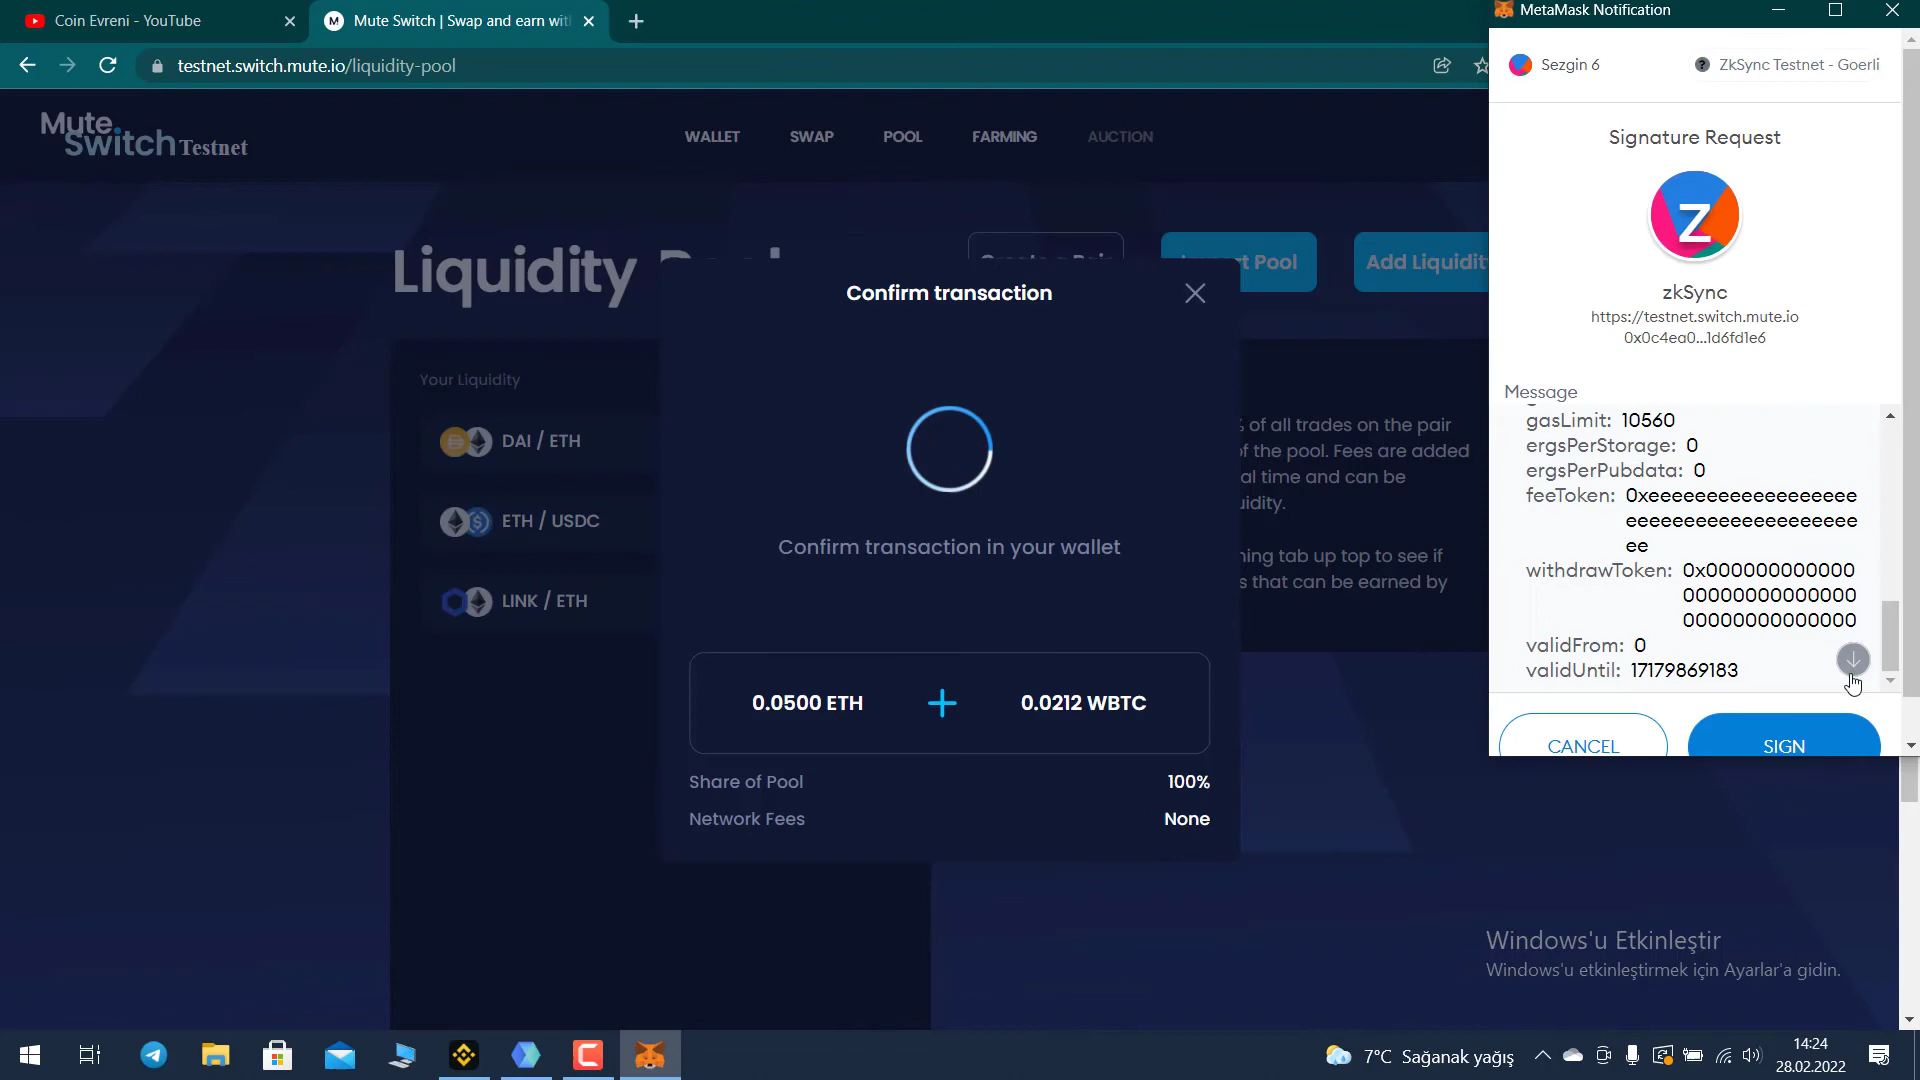 Coin Evreni - YouTube
Mute Switch | Swap and earn wit
MetaMask Notification
testnet.switch.mute.io/liquidity-pool
Sezgin 6
ZkSync Testnet - Goerli
Mute.
Switch Testnet
WALLET
SWAP
POOL
FARMING
AUCTION
Signature Request
Z
zkSync
https://testnet.switch.mute.io
0x0c4ea0...1d6fd1e6
Liquidity
Create a Pair
Pool
Add Liquidity
Confirm transaction
Your Liquidity
DAI / ETH
ETH / USDC
LINK / ETH
of all trades on the pair
of the pool. Fees are added
al time and can be
uidity.
ning tab up top to see if
s that can be earned by
Confirm transaction in your wallet
0.0500 ETH
0.0212 WBTC
Share of Pool
100%
Network Fees
None
Message
gasLimit: 10560
ergsPerStorage: 0
ergsPerPubdata: 0
feeToken: 0xeeeeeeeeeeeeeeeeee
eeeeeeeeeeeeeeeeeeee
ee
withdrawToken: 0x000000000000
00000000000000
00000000000000
validFrom: 0
validUntil: 17179869183
CANCEL
SIGN
Windows'u Etkinleştir
Windows'u etkinleştirmek için Ayarlar'a gidin.
7°C Sağanak yağış
14:24
28.02.2022